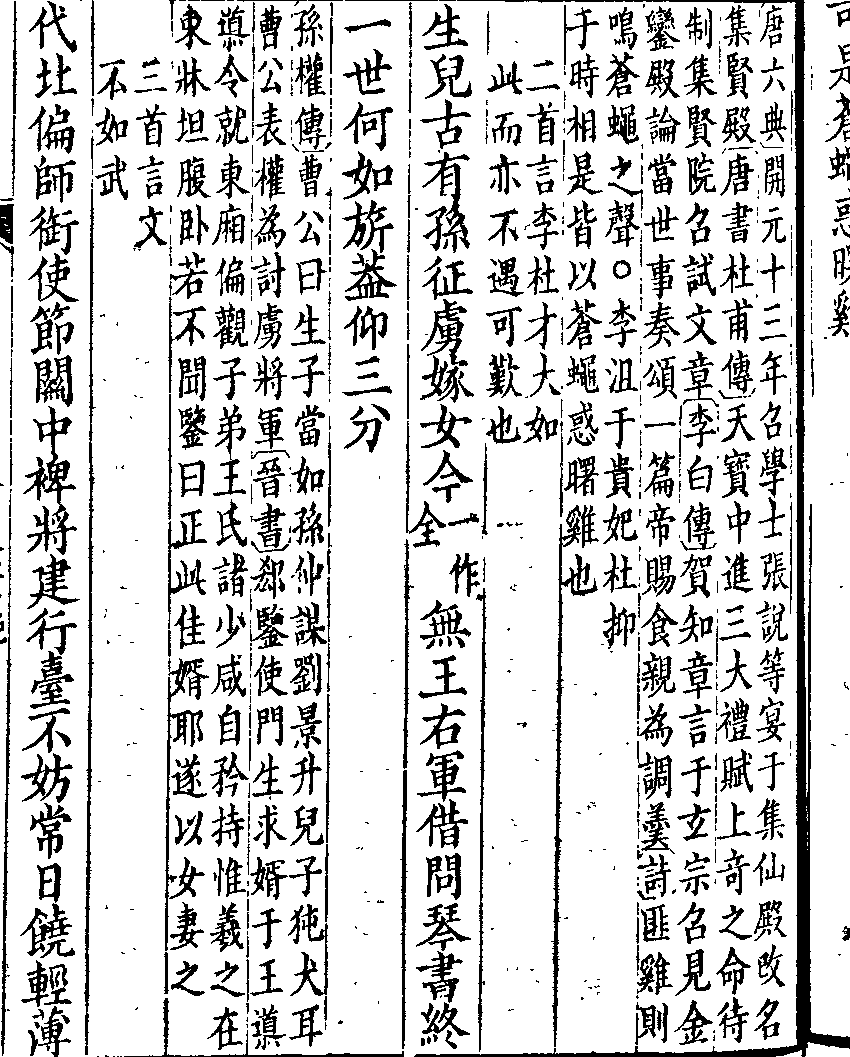 可是蒼蠅惑曙雞
唐六典開元十三年名學士張說等宴于集仙殿改名
集賢殿唐書杜甫傳天寶中進三大禮賦上竒之命待
制集賢院召試文章李白傳賀知章言于玄宗召見金
鑾殿論當世事奏頌一篇帝賜食親為調羹詩匪雞則
鳴蒼蠅之聲○李沮于貴妃杜抑
于時相是皆以蒼蠅惑曙雞也
二首言李杜才大如
此而亦不遇可歎也
生兒古有孫征虜嫁女今一作全無王右軍借問琴書終
一世何如旂葢仰三分
孫權傳曹公曰生子當如孫仲謀劉景升兒子㹠犬耳
曹公表權為討虜將軍晉書郄鑒使門生求婿于王導
導令就東廂偏觀子弟王氏諸少咸自矜持惟羲之在
東牀坦腹卧若不聞鑒曰正此佳婿耶遂以女妻之
三首言文
不如武
代北偏師銜使節關中裨將建行臺不妨常日饒輕薄